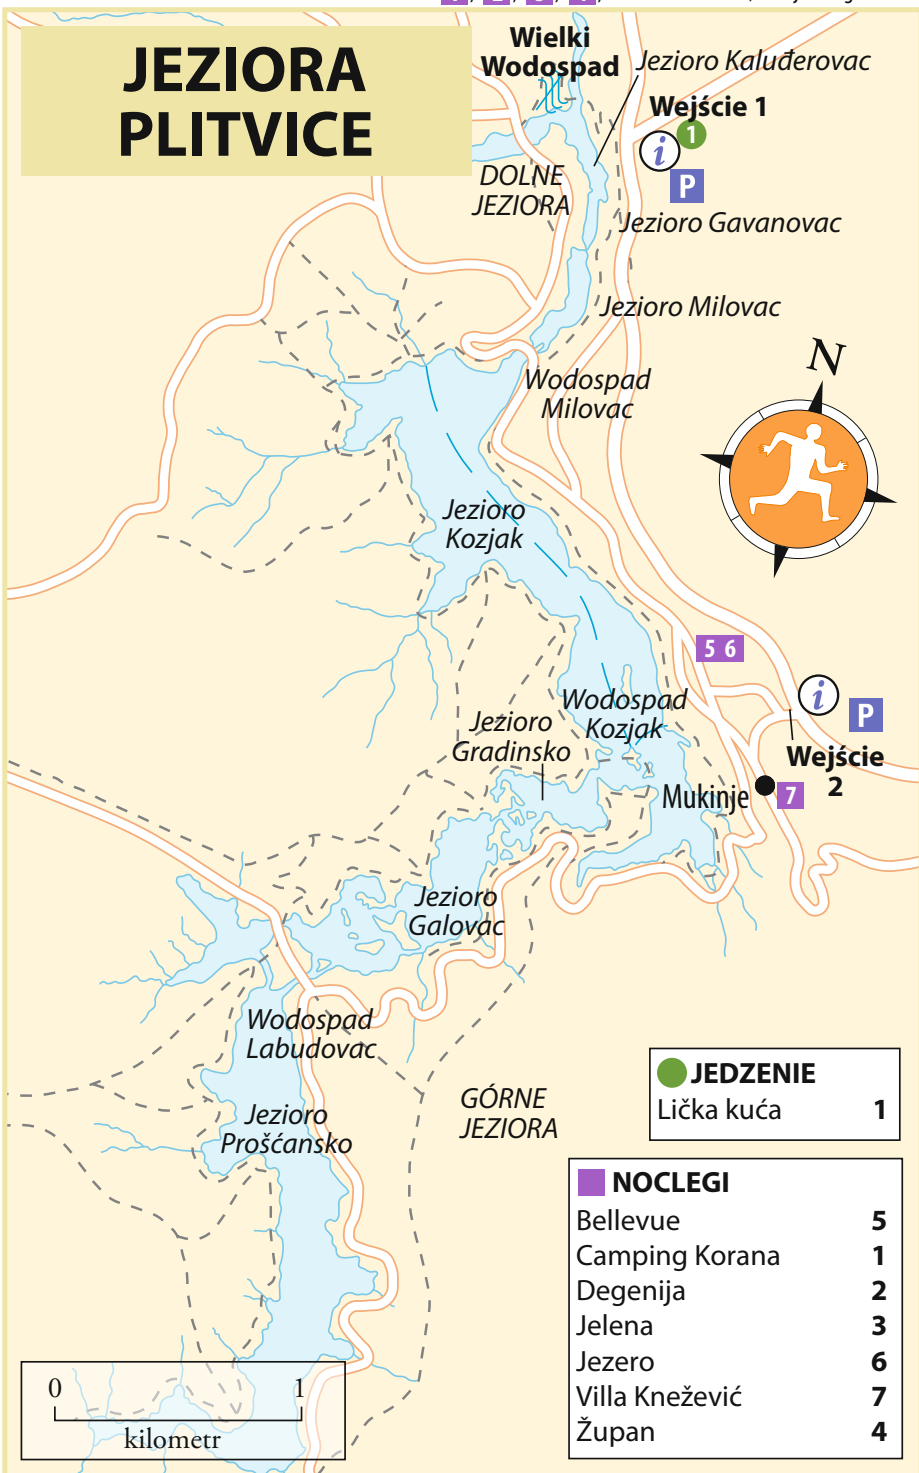 JEZIORA
PLITVICE
Wielki
Wodospad
Jezioro Kaluđerovac
Wejście 1
1
i
P
DOLNE
JEZIORA
Jezioro Gavanovac
Jezioro Milovac
N
Wodospad
Milovac
Jezioro
Kozjak
5 6
i
P
Wodospad
Kozjak
Jezioro
Gradinsko
Wejście
2
Mukinje
7
Jezioro
Galovac
Wodospad
Labudovac
GÓRNE
JEZIORA
Jezioro
Prošćansko
JEDZENIE
Lička kuća 1
NOCLEGI
Bellevue 5
Camping Korana 1
Degenija 2
Jelena 3
Jezero 6
Villa Knežević 7
Župan 4
0 1
kilometr